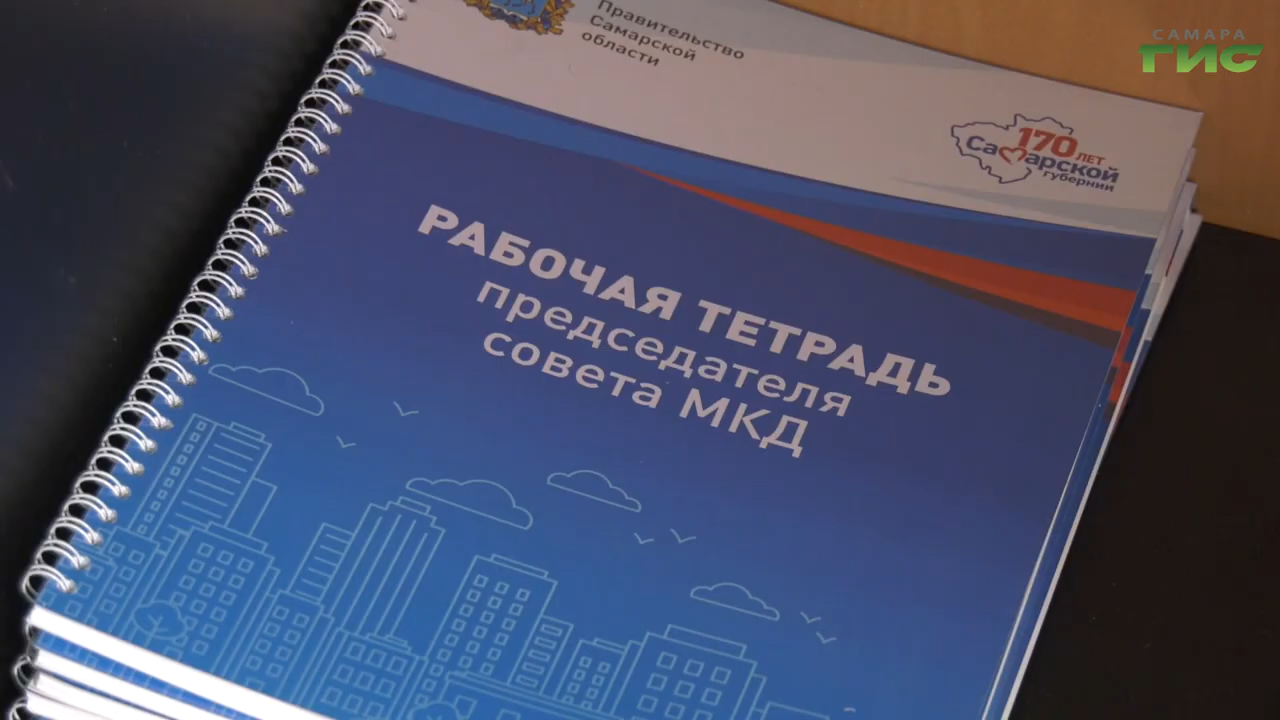 Правительство
Самарской
области
САМАРА
ГИС
170 ЛЕТ
Самарской
губернии
РАБОЧАЯ ТЕТРАДЬ
председателя
совета МКД